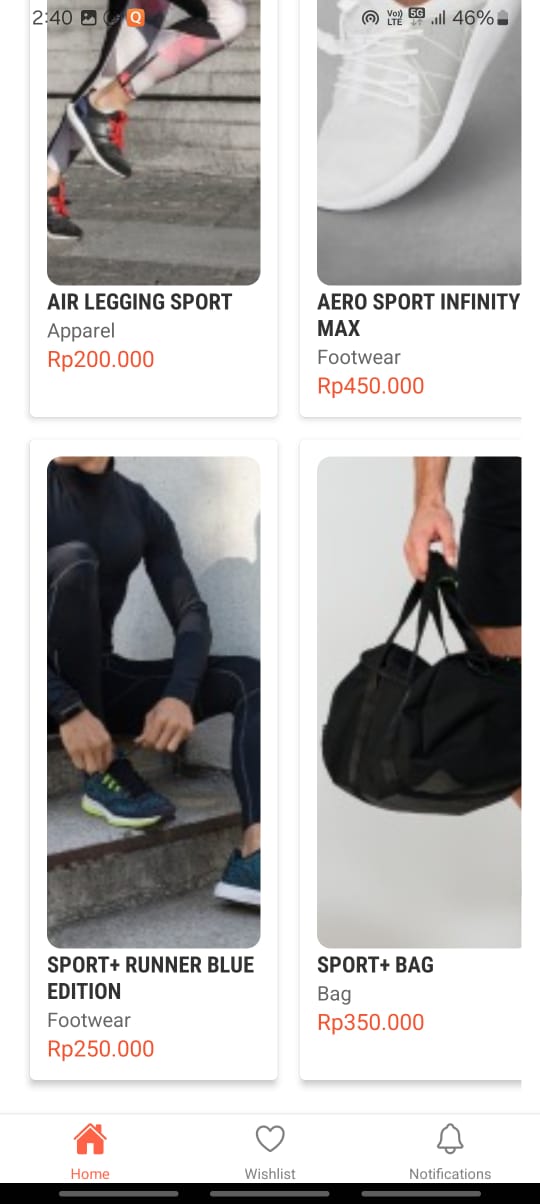 2:40
Q
Vo))
LTE
5G
46%
AIR LEGGING SPORT
Apparel
Rp200.000
AERO SPORT INFINITY
MAX
Footwear
Rp450.000
SPORT+ RUNNER BLUE
EDITION
Footwear
Rp250.000
SPORT+ BAG
Bag
Rp350.000
Home
Wishlist
Notifications